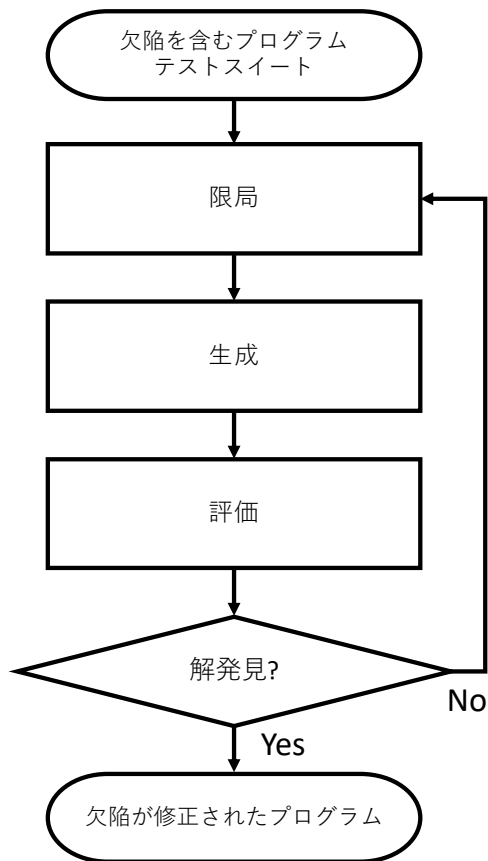 欠陥を含むプログラム
テストスイート
限局
生成
評価
解発見?
No
Yes
欠陥が修正されたプログラム